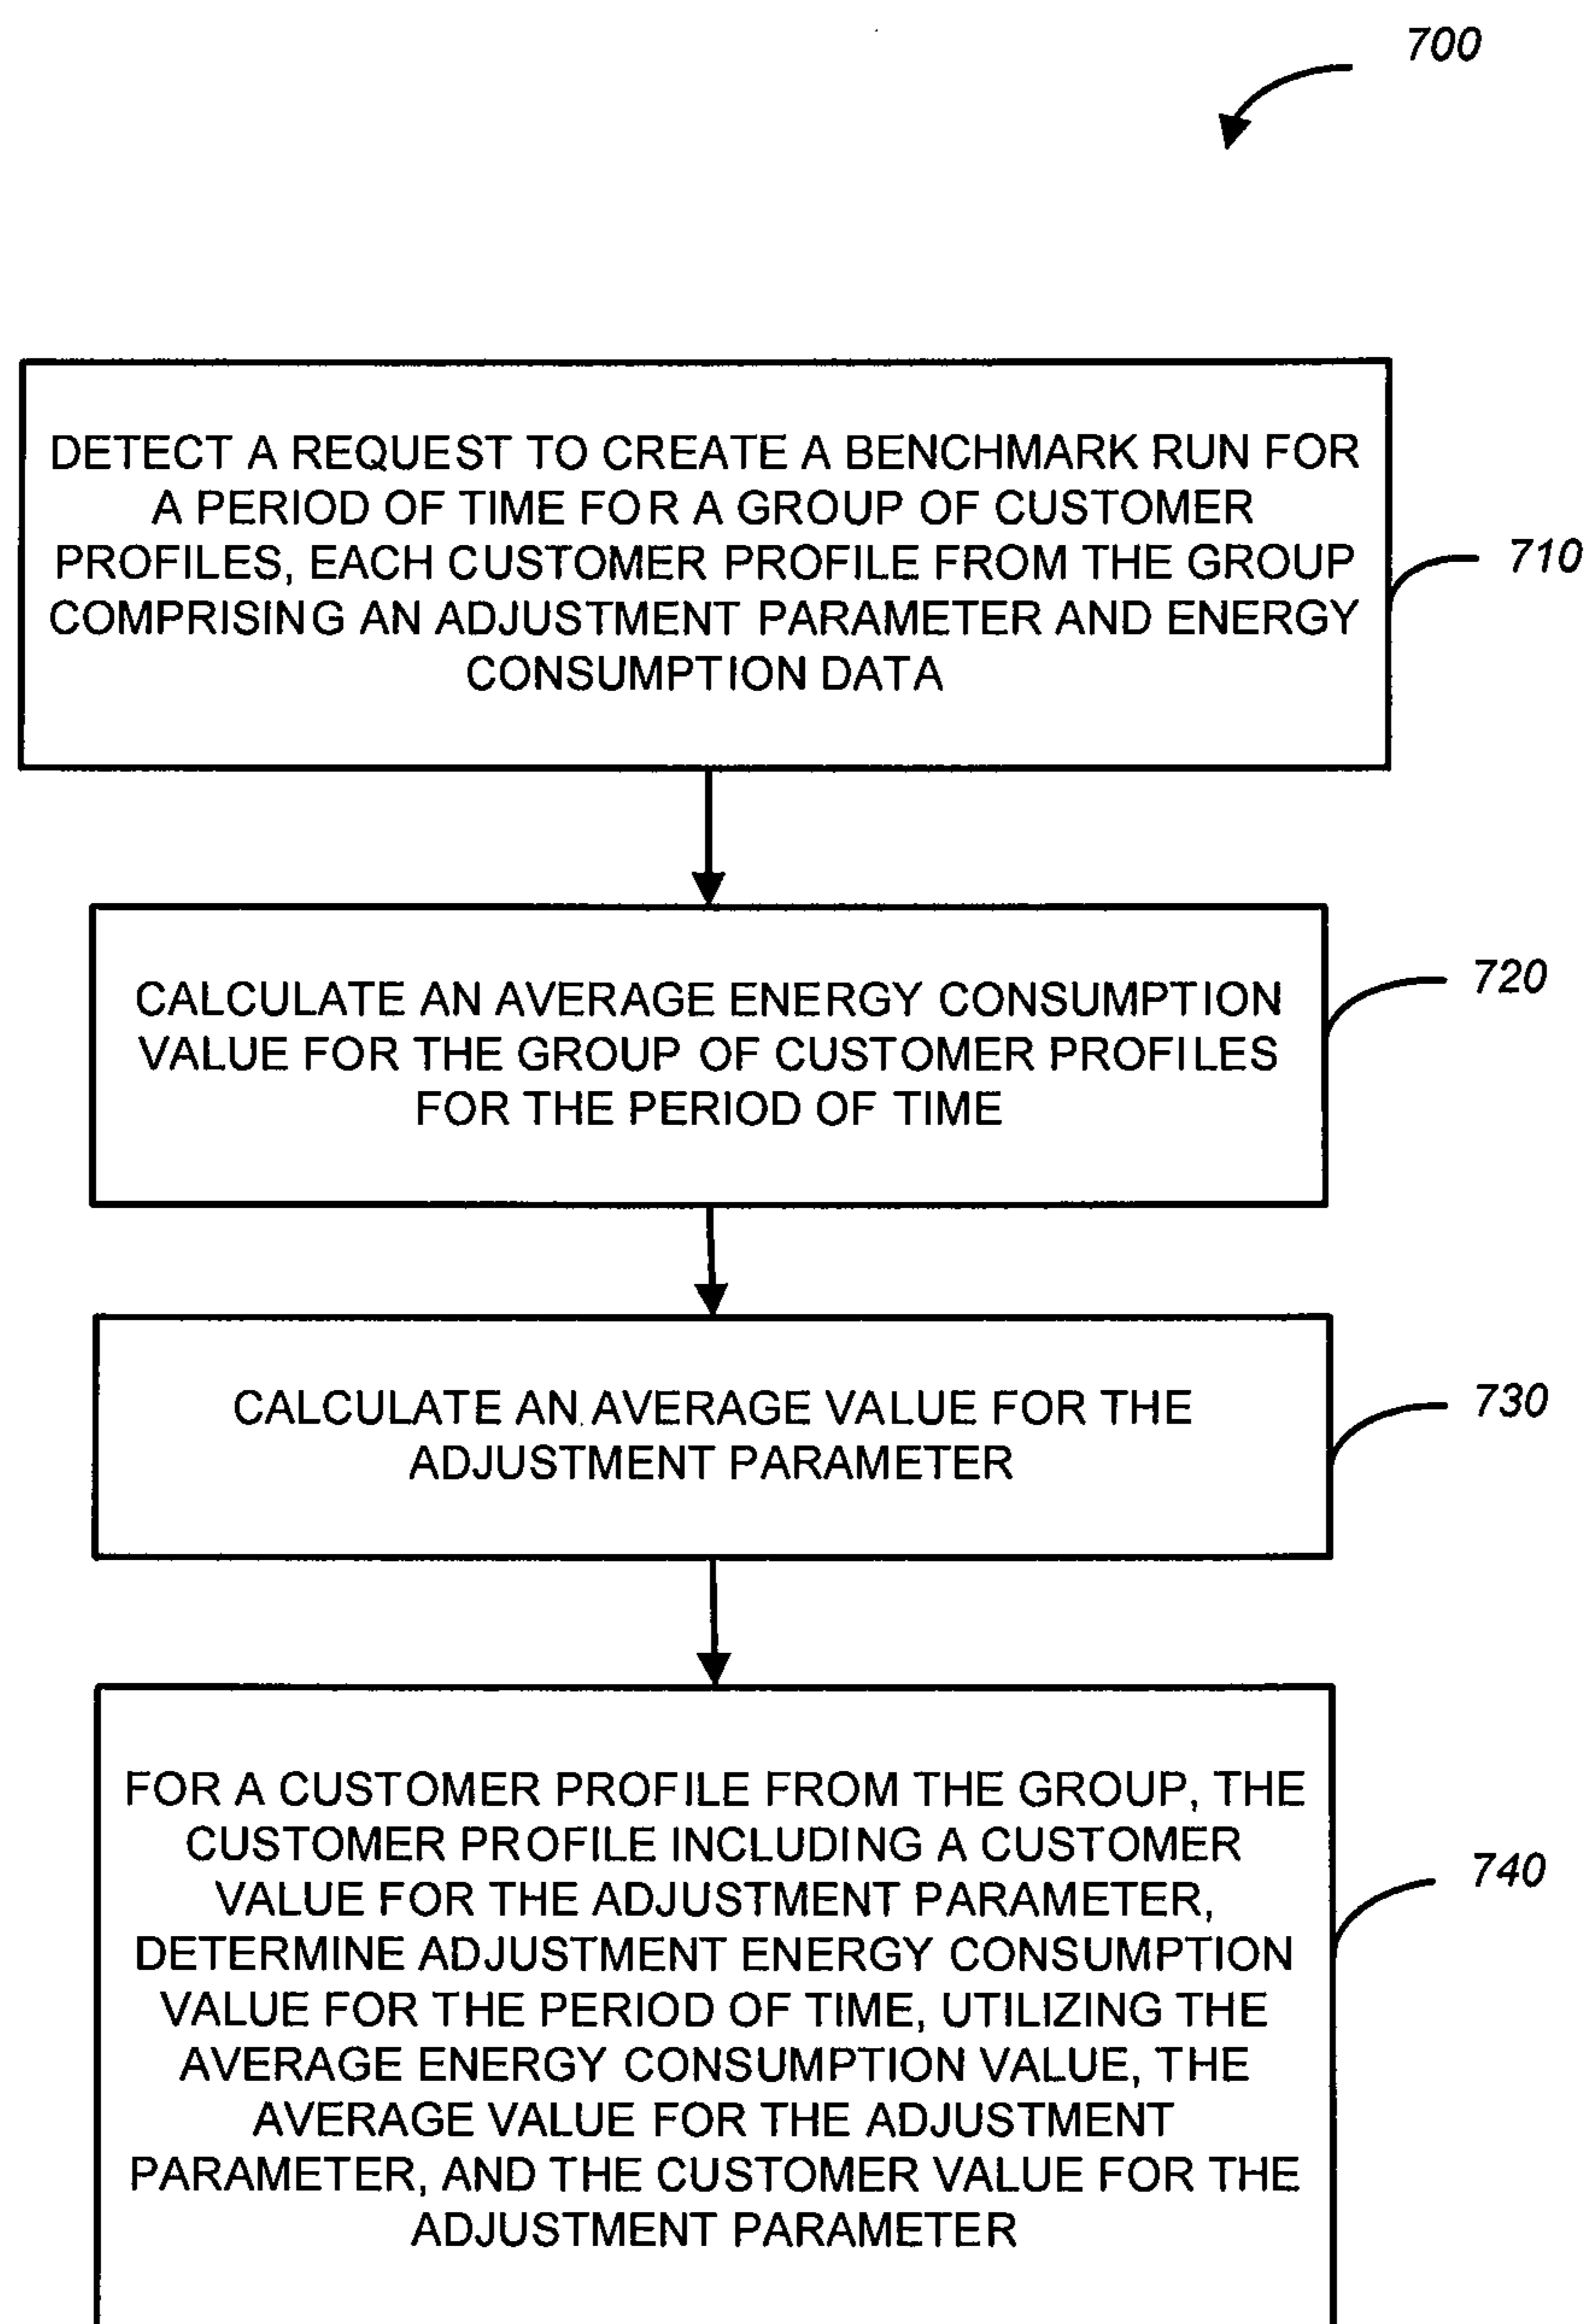 700
DETECT A REQUEST TO CREATE A BENCHMARK RUN FOR
A PERIOD OF TIME FOR A GROUP OF CUSTOMER
PROFILES, EACH CUSTOMER PROFILE FROM THE GROUP
COMPRISING AN ADJUSTMENT PARAMETER AND ENERGY
CONSUMPTION DATA
710
CALCULATE AN AVERAGE ENERGY CONSUMPTION
VALUE FOR THE GROUP OF CUSTOMER PROFILES
FOR THE PERIOD OF TIME
720
CALCULATE AN AVERAGE VALUE FOR THE
ADJUSTMENT PARAMETER
730
FOR A CUSTOMER PROFILE FROM THE GROUP, THE
CUSTOMER PROFILE INCLUDING A CUSTOMER
VALUE FOR THE ADJUSTMENT PARAMETER,
DETERMINE ADJUSTMENT ENERGY CONSUMPTION
VALUE FOR THE PERIOD OF TIME, UTILIZING THE
AVERAGE ENERGY CONSUMPTION VALUE, THE
AVERAGE VALUE FOR THE ADJUSTMENT
PARAMETER, AND THE CUSTOMER VALUE FOR THE
ADJUSTMENT PARAMETER
740